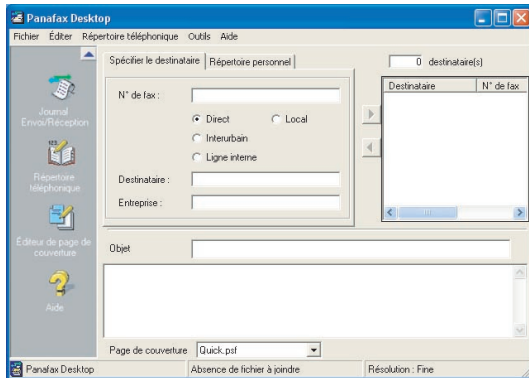 Panafax Desktop
Fichier Éditer Répertoire téléphonique Outils Aide
Journal
Envoi/Réception
Répertoire
téléphonique
Éditeur de page de
couverture
Aide
Spécifier le destinataire Répertoire personnel
N° de fax :
Direct Local
Interurbain
Ligne interne
Destinataire :
Entreprise :
0 destinataire(s)
Destinataire N° de fax
Objet
Page de couverture Quick.psf
Panafax Desktop Absence de fichier à joindre Résolution : Fine